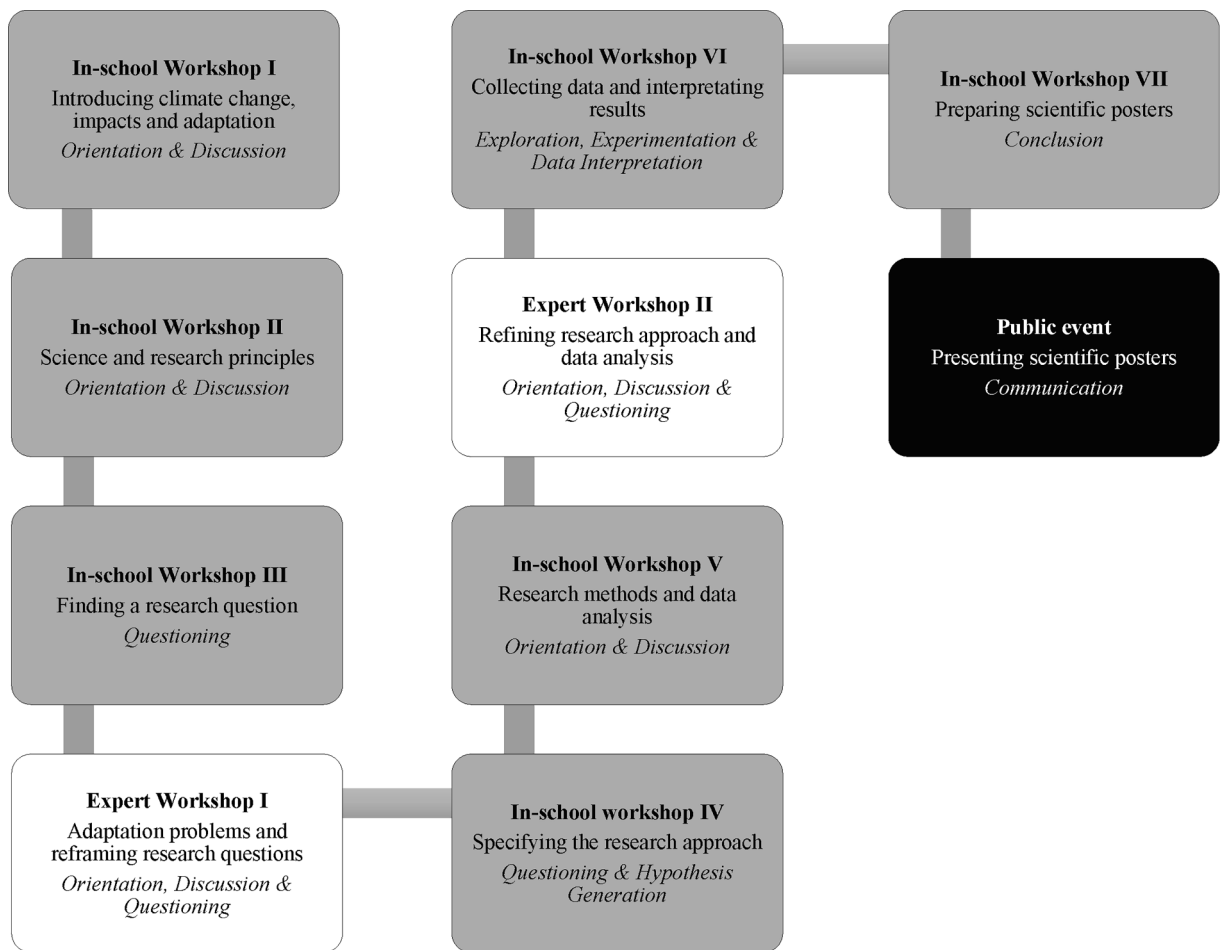 In-school Workshop I
Introducing climate change,
impacts and adaptation
Orientation & Discussion
In-school Workshop II
Science and research principles
Orientation & Discussion
In-school Workshop III
Finding a research question
Questioning
Expert Workshop I
Adaptation problems and
reframing research questions
Orientation, Discussion &
Questioning
In-school workshop IV
Specifying the research approach
Questioning & Hypothesis
Generation
In-school Workshop V
Research methods and data
analysis
Orientation & Discussion
Expert Workshop II
Refining research approach and
data analysis
Orientation, Discussion &
Questioning
In-school Workshop VI
Collecting data and interpretating
results
Exploration, Experimentation &
Data Interpretation
In-school Workshop VII
Preparing scientific posters
Conclusion
Public event
Presenting scientific posters
Communication